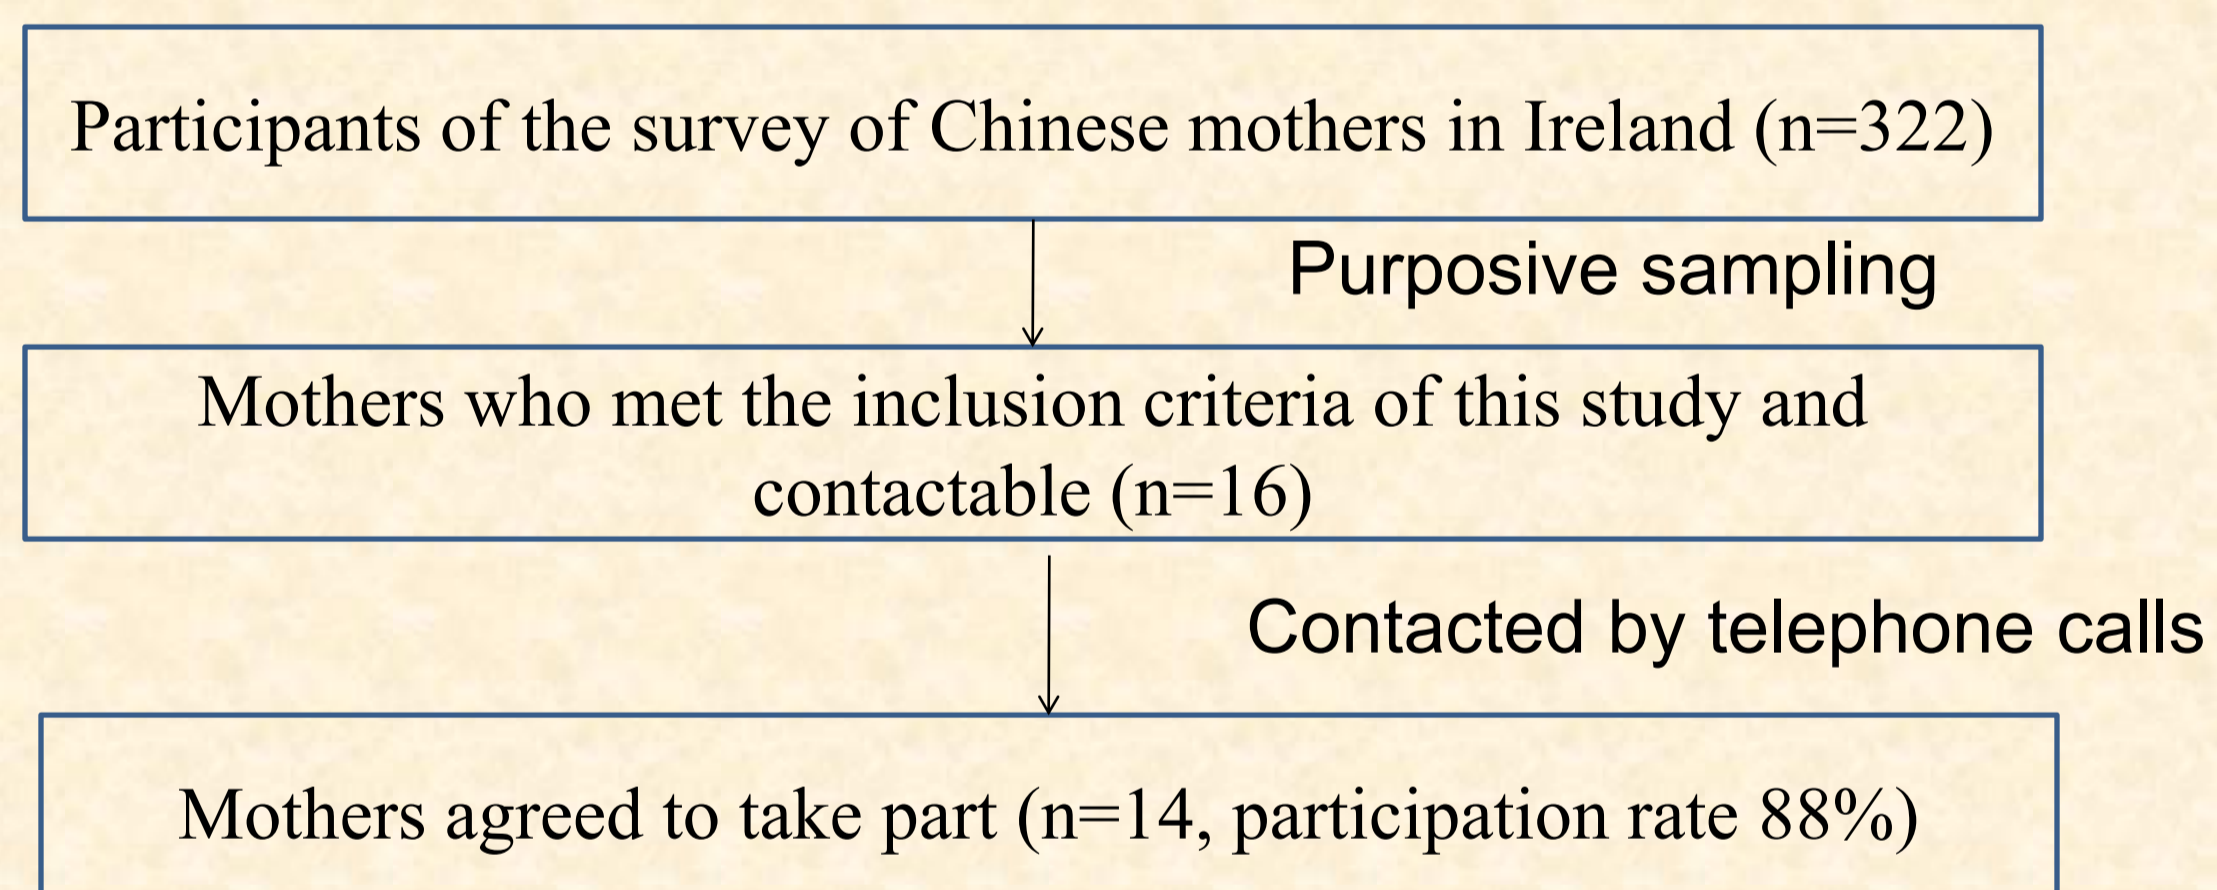 Participants of the survey of Chinese mothers in Ireland (n=322)
Purposive sampling
Mothers who met the inclusion criteria of this study and
contactable (n=16)
Contacted by telephone calls
Mothers agreed to take part (n=14, participation rate 88%)